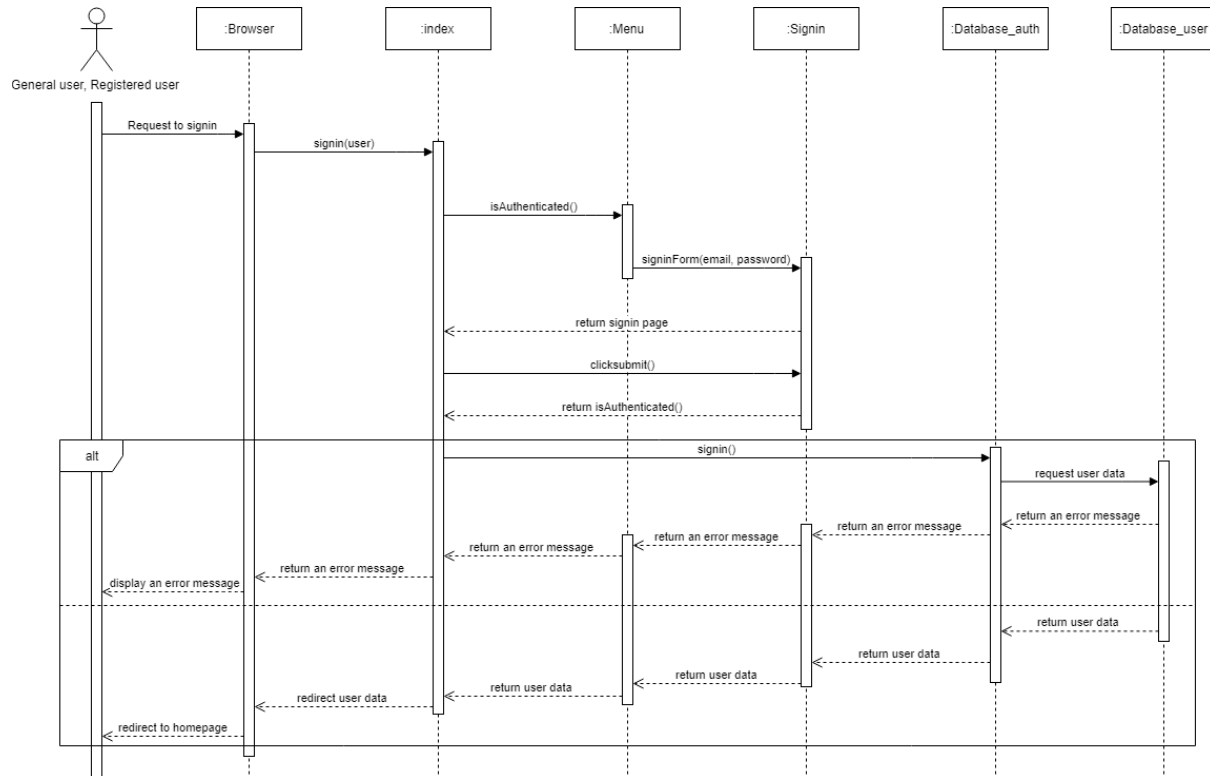 :Browser
:index
:Menu
:Signin
:Database_auth
:Database_user
General user, Registered user
Request to signin
signin(user)
isAuthenticated()
signinForm(email, password)
return signin page
clicksubmit()
return isAuthenticated()
alt
signin()
request user data
return an error message
return an error message
return an error message
return an error message
return an error message
display an error message
return user data
return user data
return user data
return user data
redirect user data
redirect to homepage